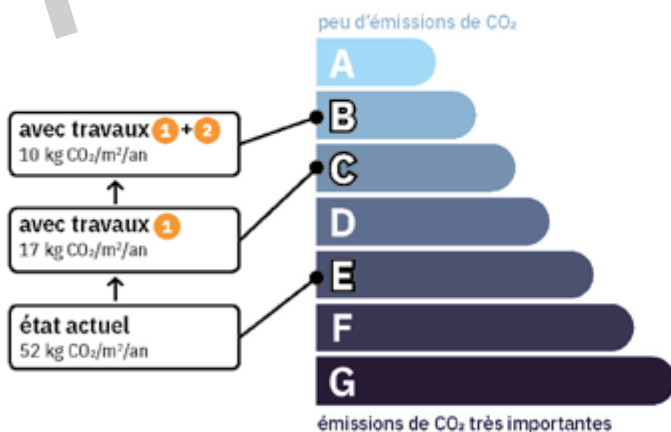 peu d'émissions de CO₂
A
avec travaux 1 + 2
10 kg CO₂/m²/an
B
C
avec travaux 1
17 kg CO₂/m²/an
D
E
état actuel
52 kg CO₂/m²/an
F
G
émissions de CO₂ très importantes